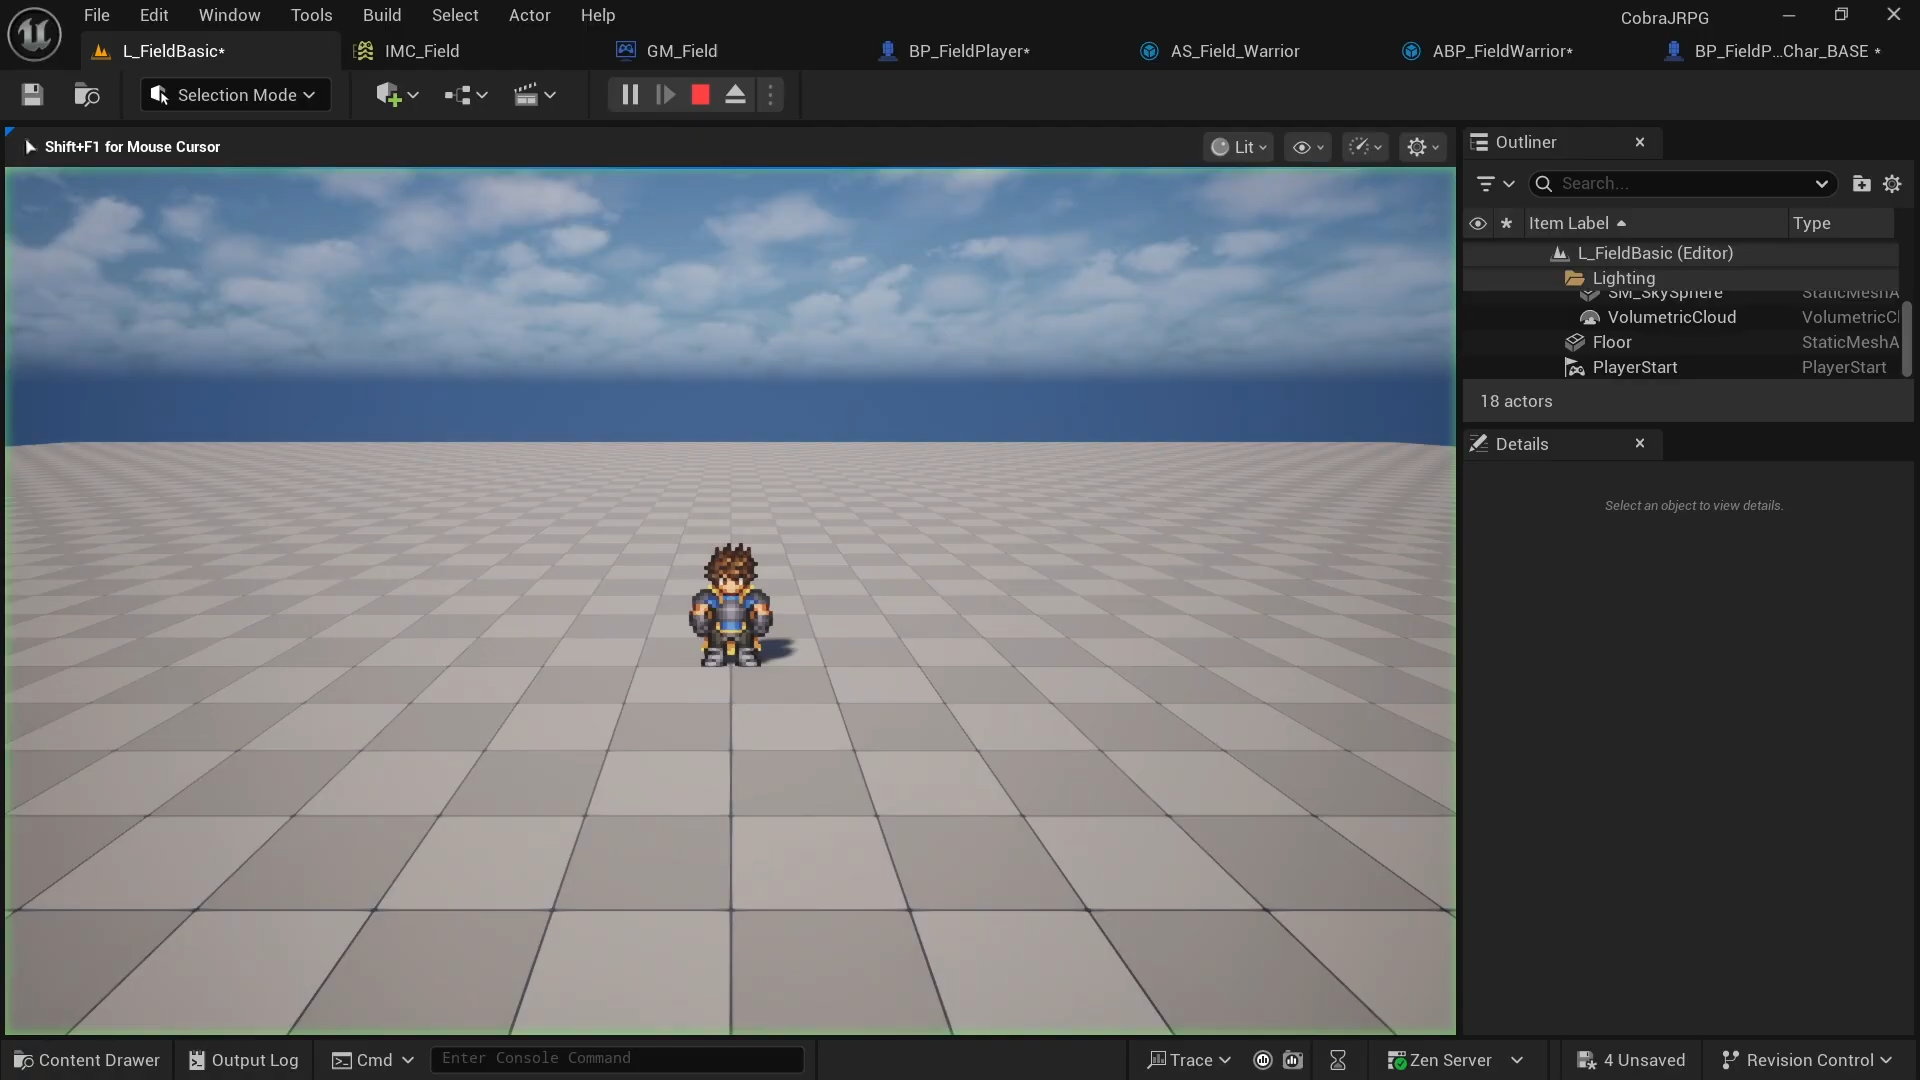 File Edit Window Tools Build Select Actor Help
CobraJRPG
L_FieldBasic*
IMC_Field
GM_Field
BP_FieldPlayer*
AS_Field_Warrior
ABP_FieldWarrior*
BP_FieldP...Char_BASE *
Selection Mode
Shift+F1 for Mouse Cursor
Lit
Outliner
Search...
Item Label
Type
L_FieldBasic (Editor)
Lighting
SM_SkySphere StaticMeshA
VolumetricCloud VolumetricCl
Floor StaticMeshA
PlayerStart PlayerStart
18 actors
Details
Select an object to view details.
Content Drawer
Output Log
Cmd
Enter Console Command
Trace
Zen Server
4 Unsaved
Revision Control